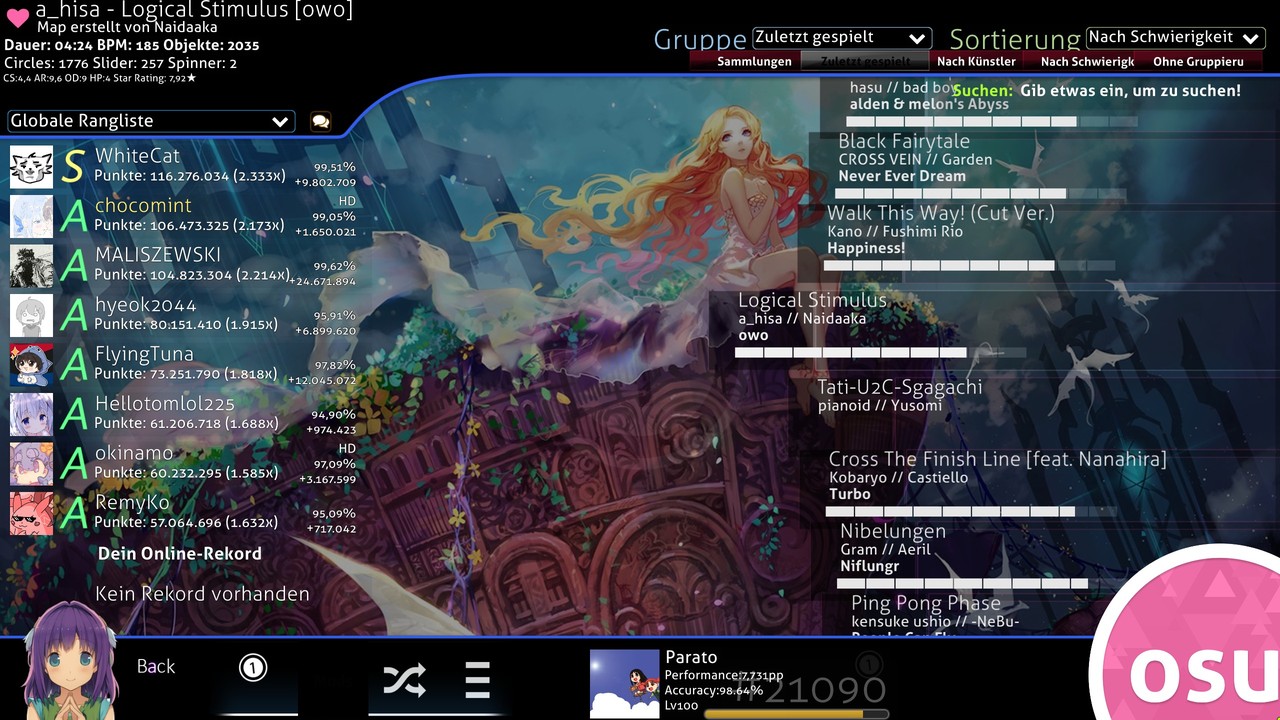 a_hisa - Logical Stimulus [owo]
Map erstellt von Naidaaka
Dauer: 04:24 BPM: 185 Objekte: 2035
Circles: 1776 Slider: 257 Spinner: 2
CS:4,4 AR:9,6 OD:9 HP:4 Star Rating: 7,92★
Gruppe Zuletzt gespielt Sortierung Nach Schwierigkeit
Sammlungen Zuletzt gespielt Nach Künstler Nach Schwierigk Ohne Gruppieru
Suchen: Gib etwas ein, um zu suchen!
Globale Rangliste
WhiteCat
Punkte: 116.276.034 (2.333x)
99,51%
+9.802.709
S
chocomint
Punkte: 106.473.325 (2.173x)
HD
99,05%
+1.650.021
A
MALISZEWSKI
Punkte: 104.823.304 (2.214x)
99,62%
+24.671.894
A
hyeok2044
Punkte: 80.151.410 (1.915x)
95,91%
+6.899.620
A
FlyingTuna
Punkte: 73.251.790 (1.818x)
97,82%
+12.045.072
A
Hellotomlol225
Punkte: 61.206.718 (1.688x)
94,90%
+974.423
A
okinamo
Punkte: 60.232.295 (1.585x)
HD
97,09%
+3.167.599
A
RemyKo
Punkte: 57.064.696 (1.632x)
95,09%
+717.042
A
Dein Online-Rekord
Kein Rekord vorhanden
hasu // bad boy
alden & melon's Abyss
Black Fairytale
CROSS VEIN // Garden
Never Ever Dream
Walk This Way! (Cut Ver.)
Kano // Fushimi Rio
Happiness!
Logical Stimulus
a_hisa // Naidaaka
owo
Tati-U2C-Sgagachi
pianoid // Yusomi
Cross The Finish Line [feat. Nanahira]
Kobaryo // Castiello
Turbo
Nibelungen
Gram // Aeril
Niflungr
Ping Pong Phase
kensuke ushio // -NeBu-
Back
1
Parato
Performance:7,731pp
Accuracy:98.64%
Lv100
#21090
1
osu